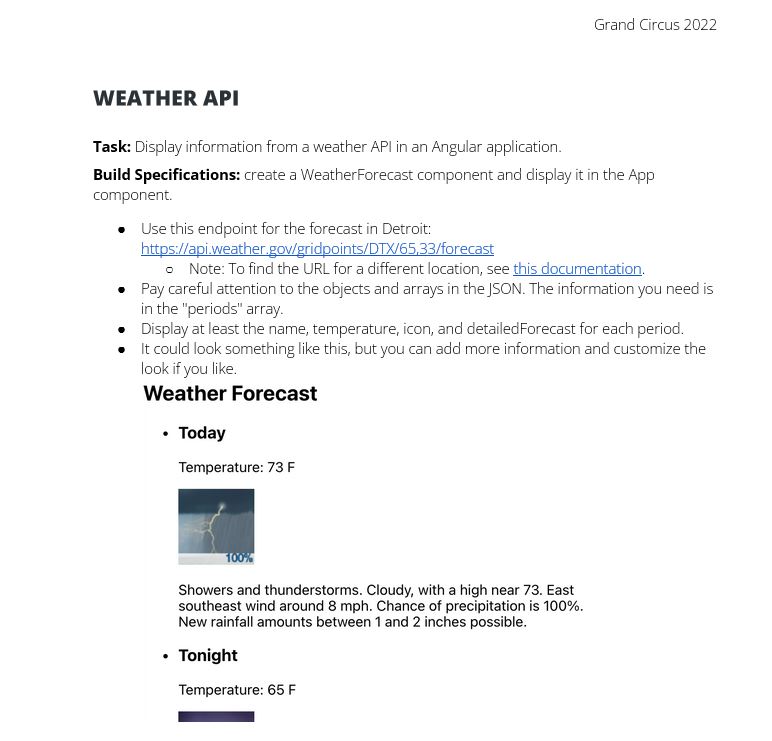 Grand Circus 2022
WEATHER API
Task: Display information from a weather API in an Angular application.
Build Specifications: create a WeatherForecast component and display it in the App
component.
● Use this endpoint for the forecast in Detroit:
https://api.weather.gov/gridpoints/DTX/65,33/forecast
○ Note: To find the URL for a different location, see this documentation.
● Pay careful attention to the objects and arrays in the JSON. The information you need is
in the "periods" array.
● Display at least the name, temperature, icon, and detailedForecast for each period.
● It could look something like this, but you can add more information and customize the
look if you like.
Weather Forecast
• Today
Temperature: 73 F
100%
Showers and thunderstorms. Cloudy, with a high near 73. East
southeast wind around 8 mph. Chance of precipitation is 100%.
New rainfall amounts between 1 and 2 inches possible.
• Tonight
Temperature: 65 F